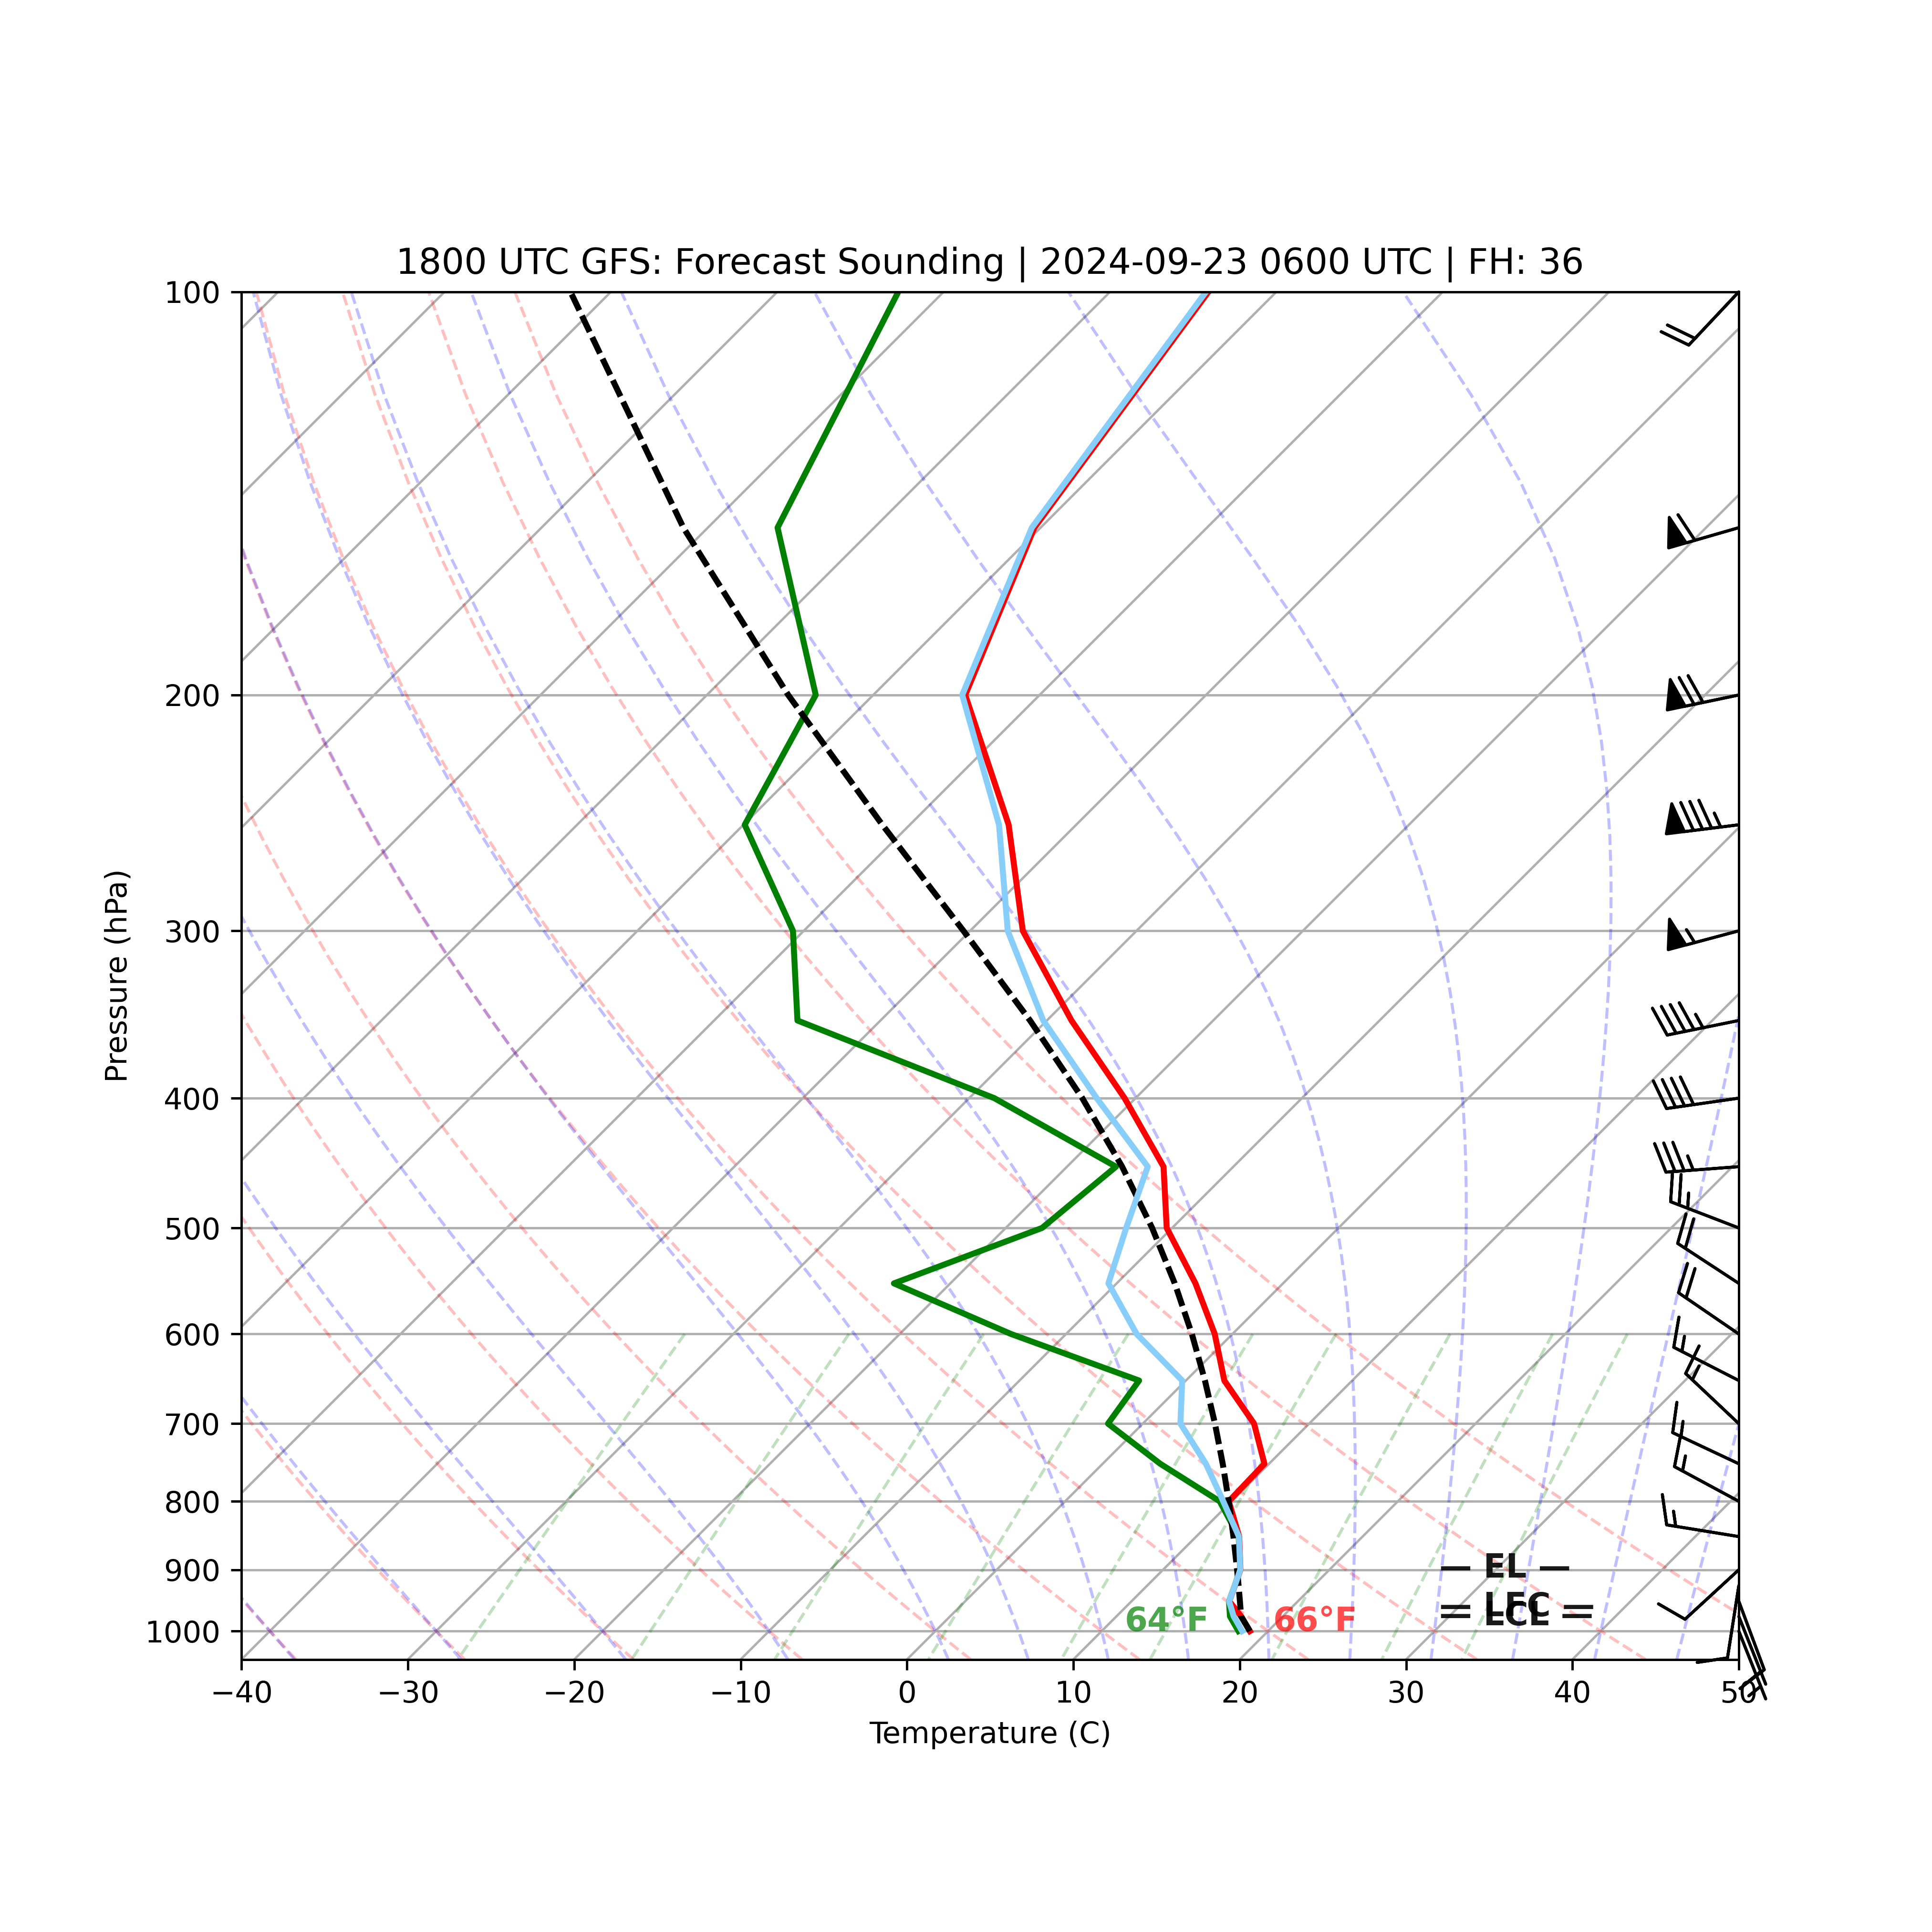 1800 UTC GFS: Forecast Sounding | 2024-09-23 0600 UTC | FH: 36
100
200
300
400
500
600
700
800
900
1000
Pressure (hPa)
— EL —
— LFC —
— LCL —
64°F
66°F
−40
−30
−20
−10
0
10
20
30
40
50
Temperature (C)